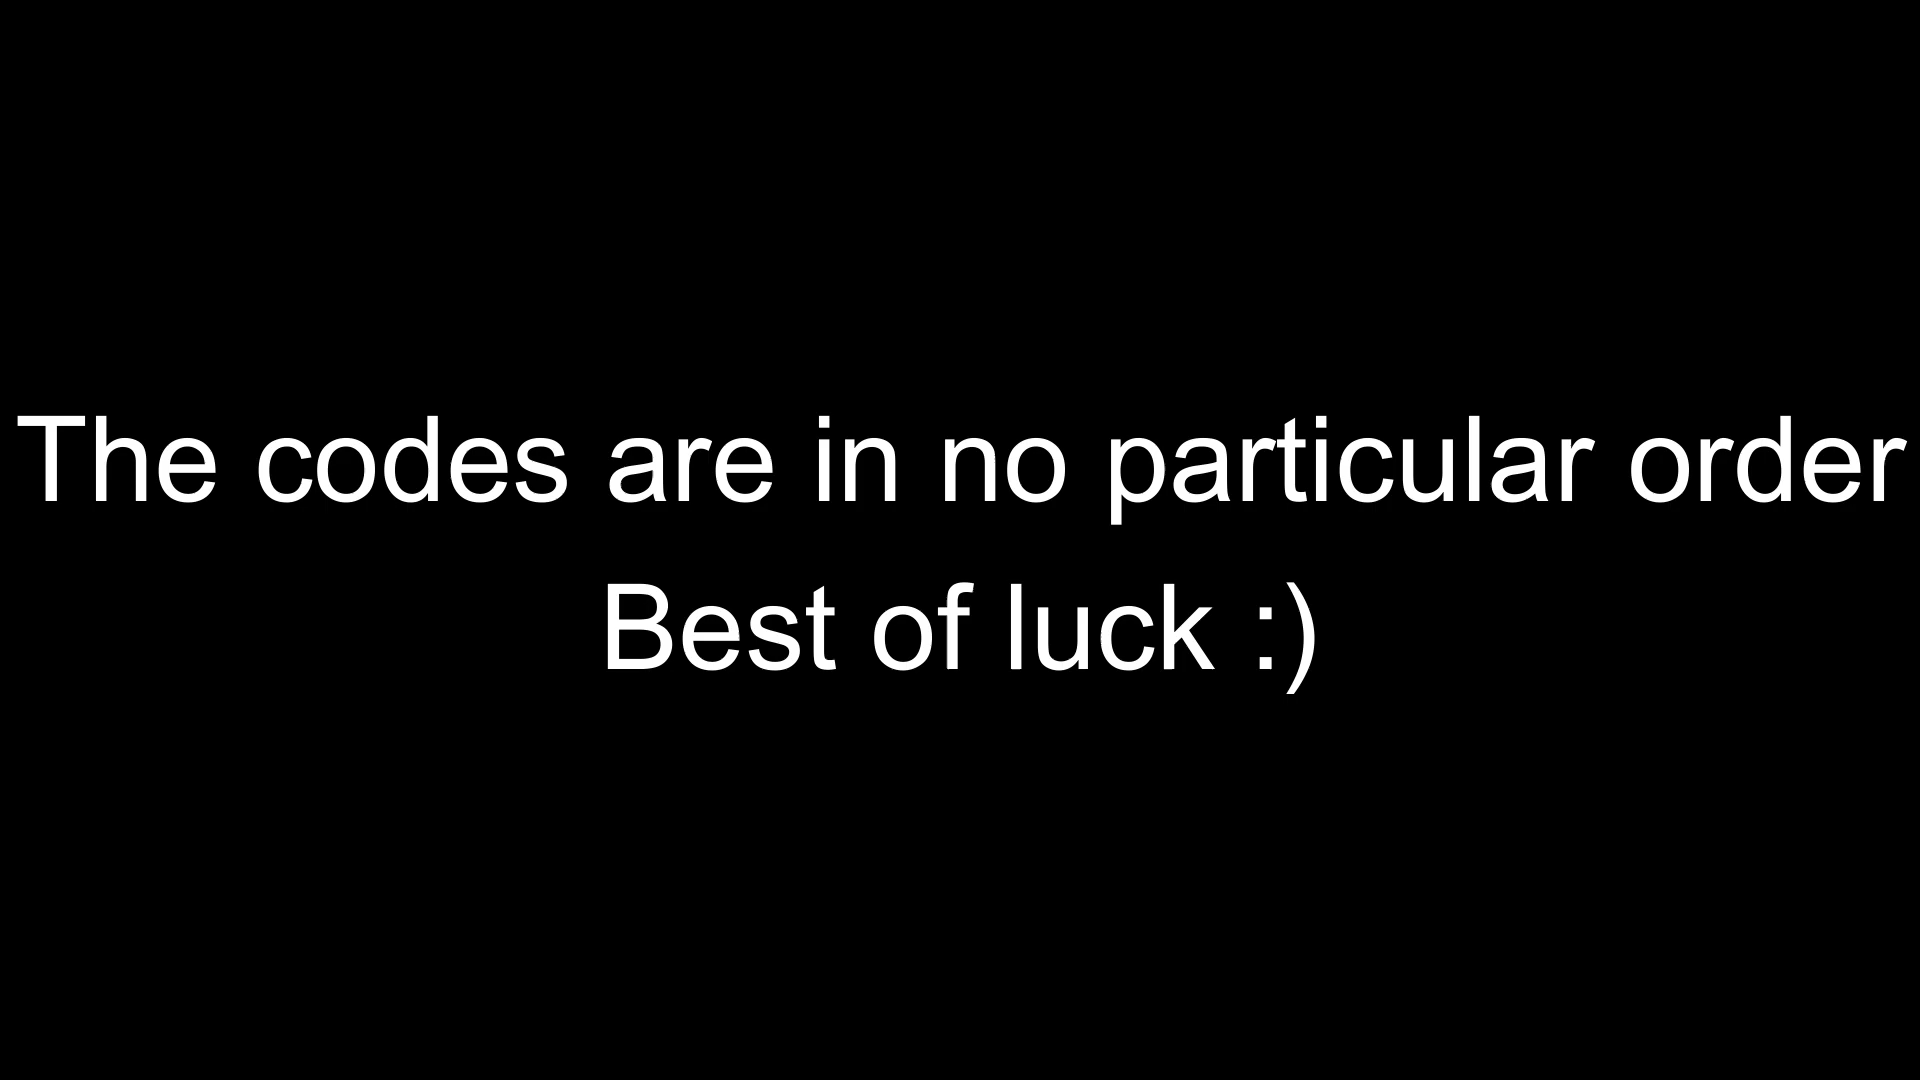 The codes are in no particular order
Best of luck :)